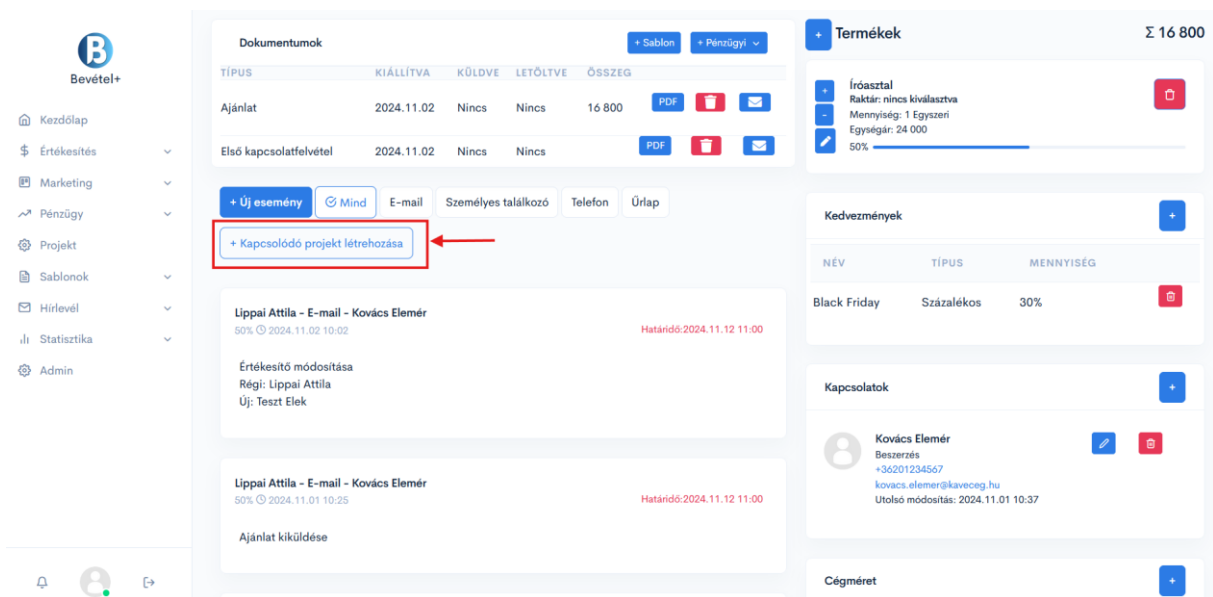 Bevétel+
Kezdőlap
Értékesítés
Marketing
Pénzügy
Projekt
Sablonok
Hírlevél
Statisztika
Admin
Dokumentumok
+ Sablon
+ Pénzügyi
TÍPUS KIÁLLÍTVA KÜLDVE LETÖLTVE ÖSSZEG
Ajánlat 2024.11.02 Nincs Nincs 16 800 PDF
Első kapcsolatfelvétel 2024.11.02 Nincs Nincs PDF
+ Új esemény Mind E-mail Személyes találkozó Telefon Űrlap
+ Kapcsolódó projekt létrehozása
Lippai Attila - E-mail - Kovács Elemér
50% 2024.11.02 10:02 Határidő:2024.11.12 11:00
Értékesítő módosítása
Régi: Lippai Attila
Új: Teszt Elek
Lippai Attila - E-mail - Kovács Elemér
50% 2024.11.01 10:25 Határidő:2024.11.12 11:00
Ajánlat kiküldése
+ Termékek Σ 16 800
+ Íróasztal
Raktár: nincs kiválasztva
- Mennyiség: 1 Egyszeri
Egységár: 24 000
50%
Kedvezmények +
NÉV TÍPUS MENNYISÉG
Black Friday Százalékos 30%
Kapcsolatok +
Kovács Elemér
Beszerzés
+36201234567
kovacs.elemer@kaveceg.hu
Utolsó módosítás: 2024.11.01 10:37
Cégméret +